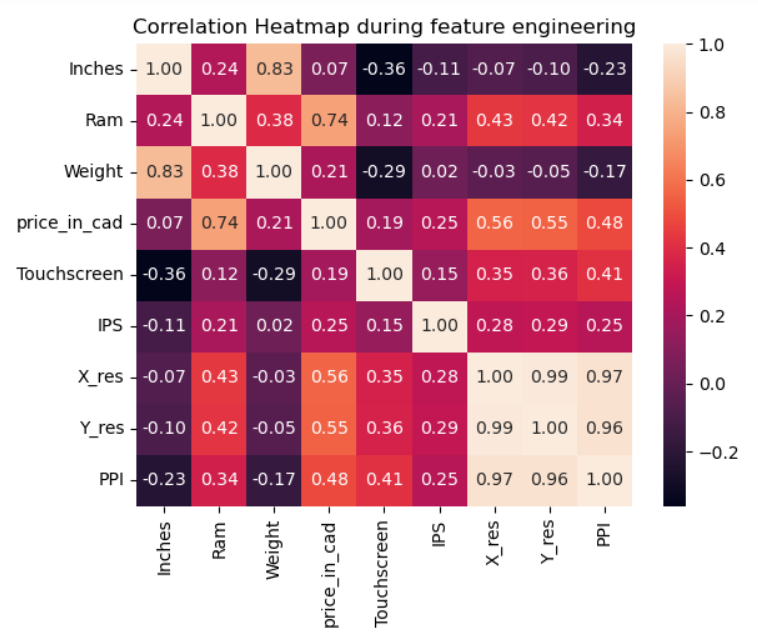 Correlation Heatmap during feature engineering
Inches 1.00 0.24 0.83 0.07 -0.36 -0.11 -0.07 -0.10 -0.23
Ram 0.24 1.00 0.38 0.74 0.12 0.21 0.43 0.42 0.34
Weight 0.83 0.38 1.00 0.21 -0.29 0.02 -0.03 -0.05 -0.17
price_in_cad 0.07 0.74 0.21 1.00 0.19 0.25 0.56 0.55 0.48
Touchscreen -0.36 0.12 -0.29 0.19 1.00 0.15 0.35 0.36 0.41
IPS -0.11 0.21 0.02 0.25 0.15 1.00 0.28 0.29 0.25
X_res -0.07 0.43 -0.03 0.56 0.35 0.28 1.00 0.99 0.97
Y_res -0.10 0.42 -0.05 0.55 0.36 0.29 0.99 1.00 0.96
PPI -0.23 0.34 -0.17 0.48 0.41 0.25 0.97 0.96 1.00
Inches Ram Weight price_in_cad Touchscreen IPS X_res Y_res PPI
1.0
0.8
0.6
0.4
0.2
0.0
−0.2